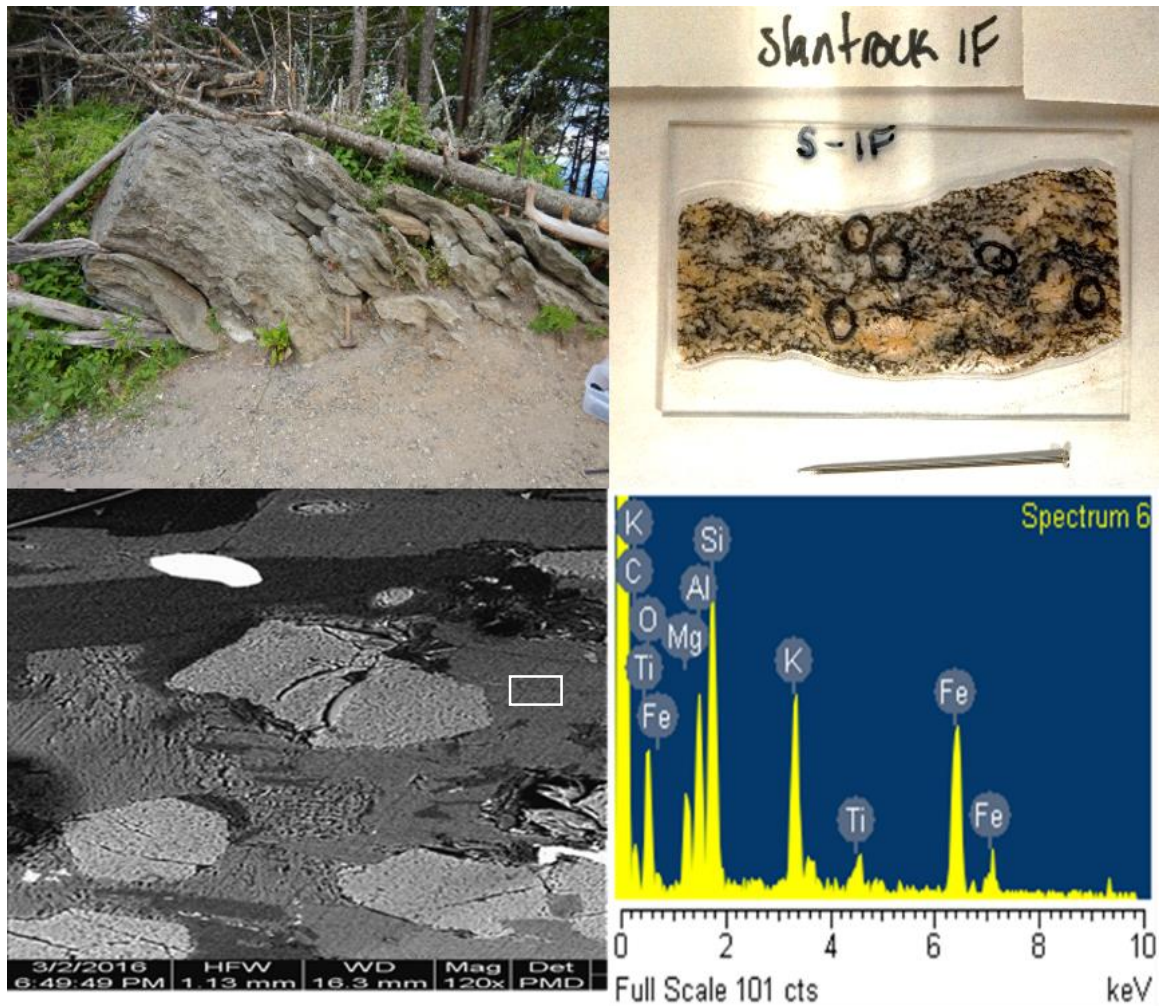 slantrock 1F
S-1F
3/2/2016 HFW WD Mag Det
6:49:49 PM 1.13 mm 16.3 mm 120x PMD
Spectrum 6
K
C
O
Ti
Fe
Mg
Al
Si
K
Ti
Fe
Fe
0 2 4 6 8 10
Full Scale 101 cts keV